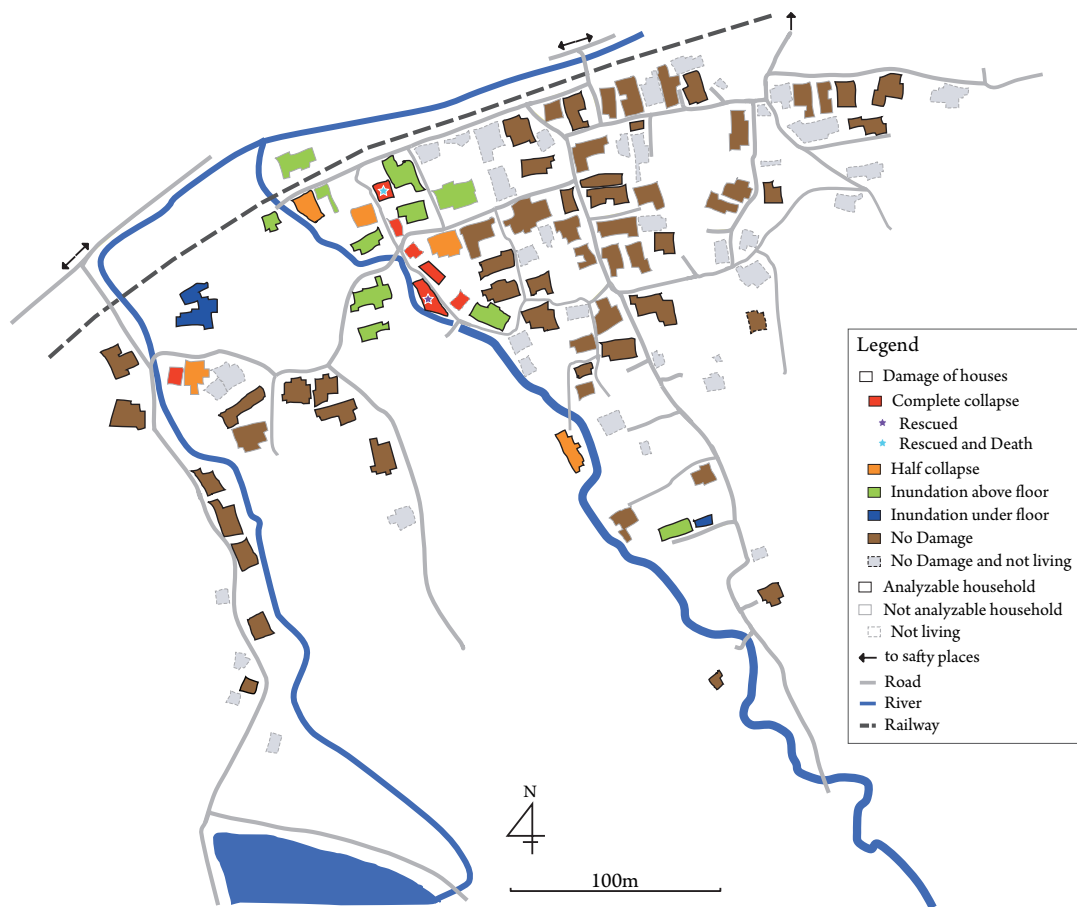 Legend
Damage of houses
Complete collapse
Rescued
Rescued and Death
Half collapse
Inundation above floor
Inundation under floor
No Damage
No Damage and not living
Analyzable household
Not analyzable household
Not living
to safty places
Road
River
Railway
N
100m